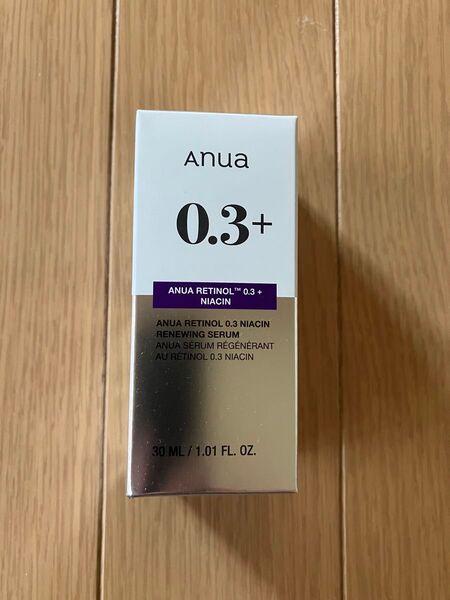 Anua
0.3+
ANUA RETINOL™ 0.3 +
NIACIN
ANUA RETINOL 0.3 NIACIN
RENEWING SERUM
ANUA SÉRUM RÉGÉNÉRANT
AU RÉTINOL 0.3 NIACIN
30 ML / 1.01 FL. OZ.